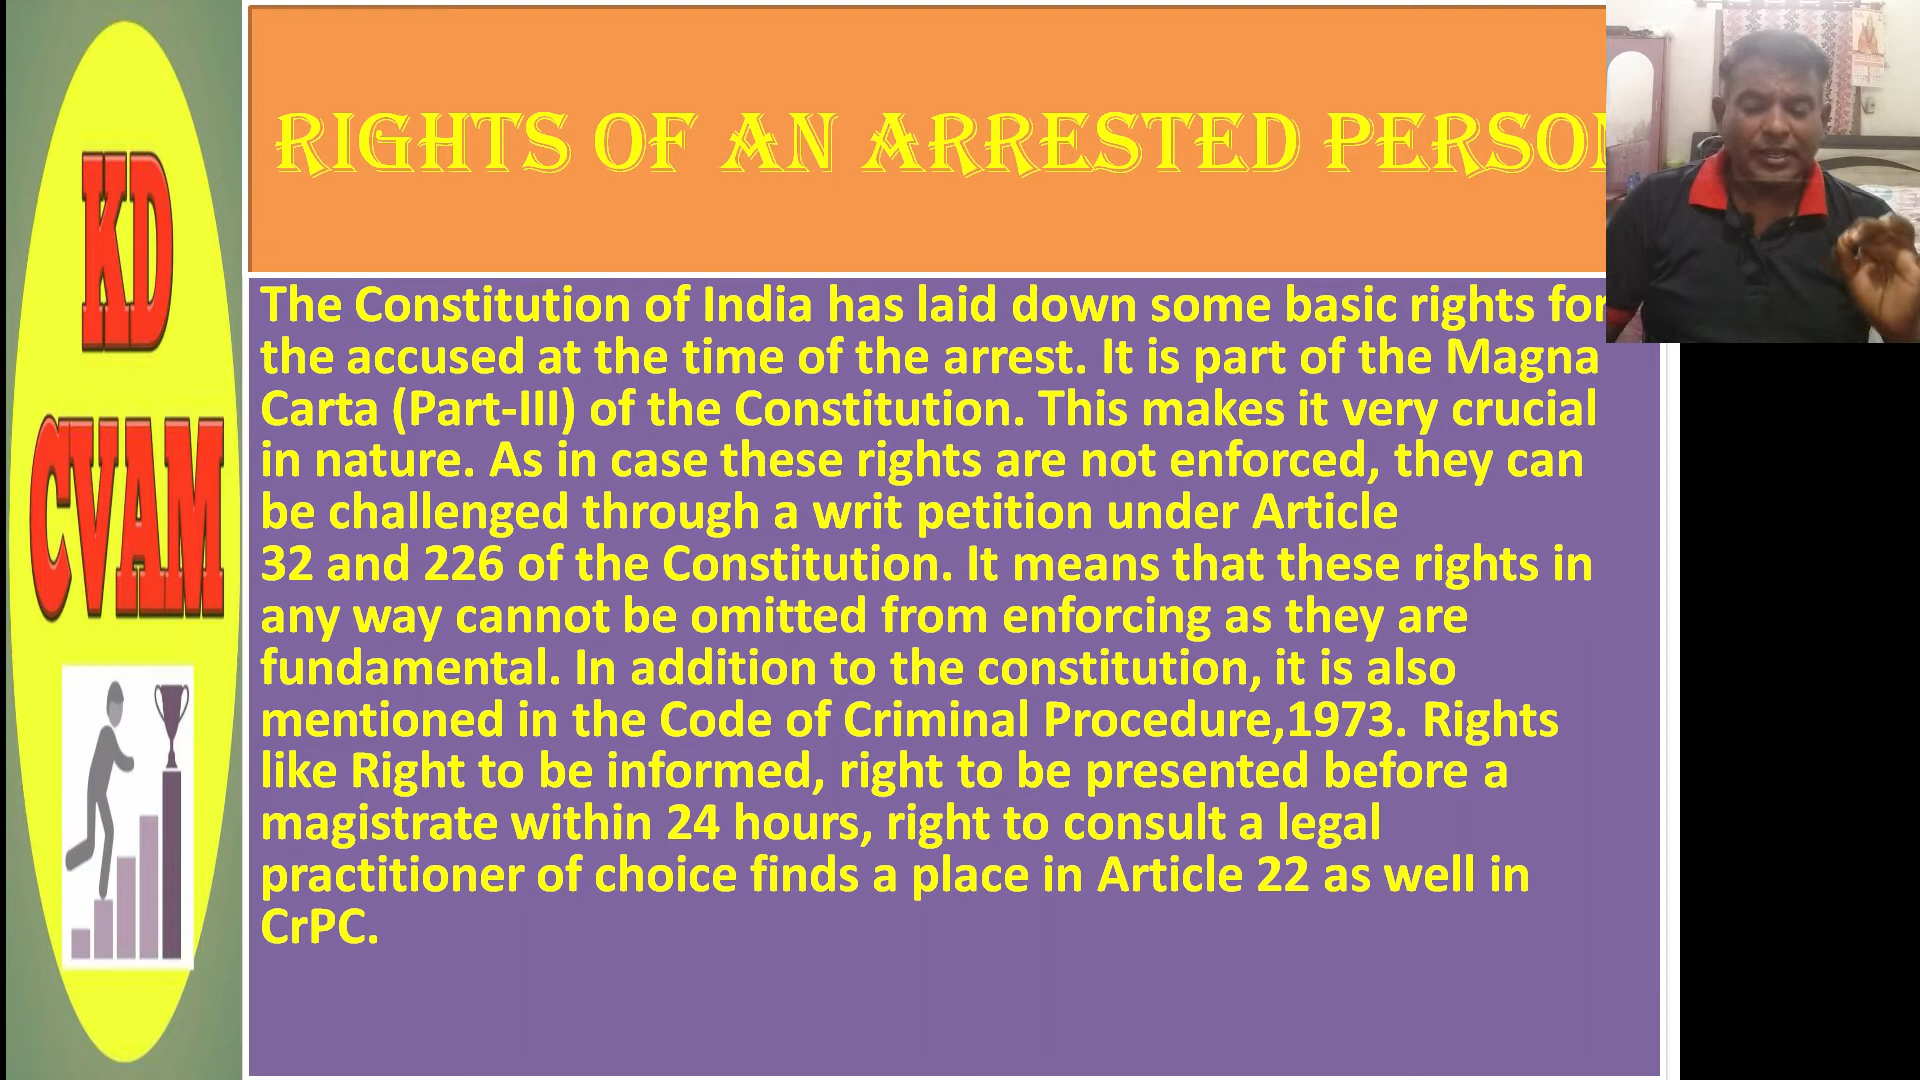 KD
CVAM
RIGHTS OF AN ARRESTED PERSON
The Constitution of India has laid down some basic rights for
the accused at the time of the arrest. It is part of the Magna
Carta (Part-III) of the Constitution. This makes it very crucial
in nature. As in case these rights are not enforced, they can
be challenged through a writ petition under Article
32 and 226 of the Constitution. It means that these rights in
any way cannot be omitted from enforcing as they are
fundamental. In addition to the constitution, it is also
mentioned in the Code of Criminal Procedure,1973. Rights
like Right to be informed, right to be presented before a
magistrate within 24 hours, right to consult a legal
practitioner of choice finds a place in Article 22 as well in
CrPC.